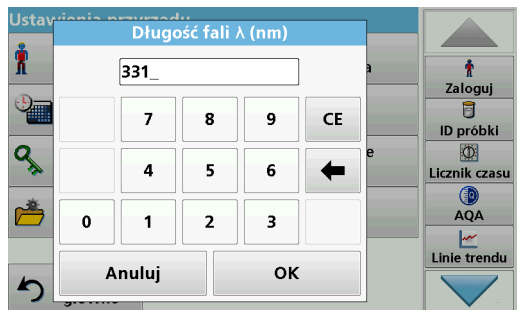 Ustawienia przyrządu
Długość fali λ (nm)
331_
7 8 9 CE
4 5 6
0 1 2 3
Anuluj OK
Zaloguj
ID próbki
Licznik czasu
AQA
Linie trendu